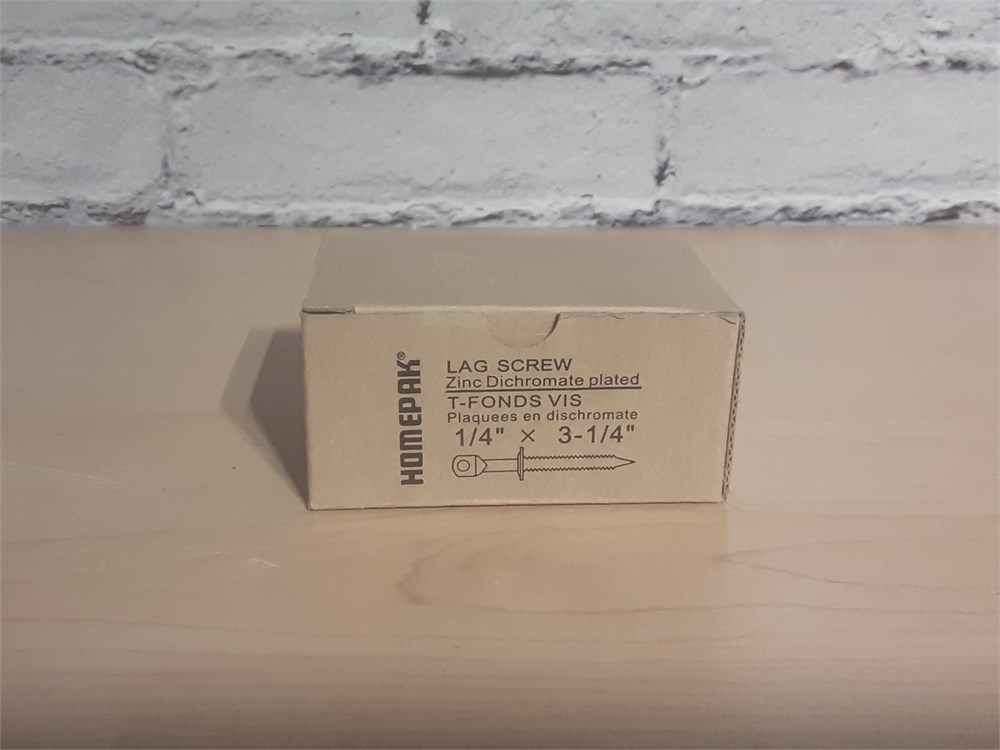 HOMEPAK®
LAG SCREW
Zinc Dichromate plated
T-FONDS VIS
Plaquees en dischromate
1/4" × 3-1/4"